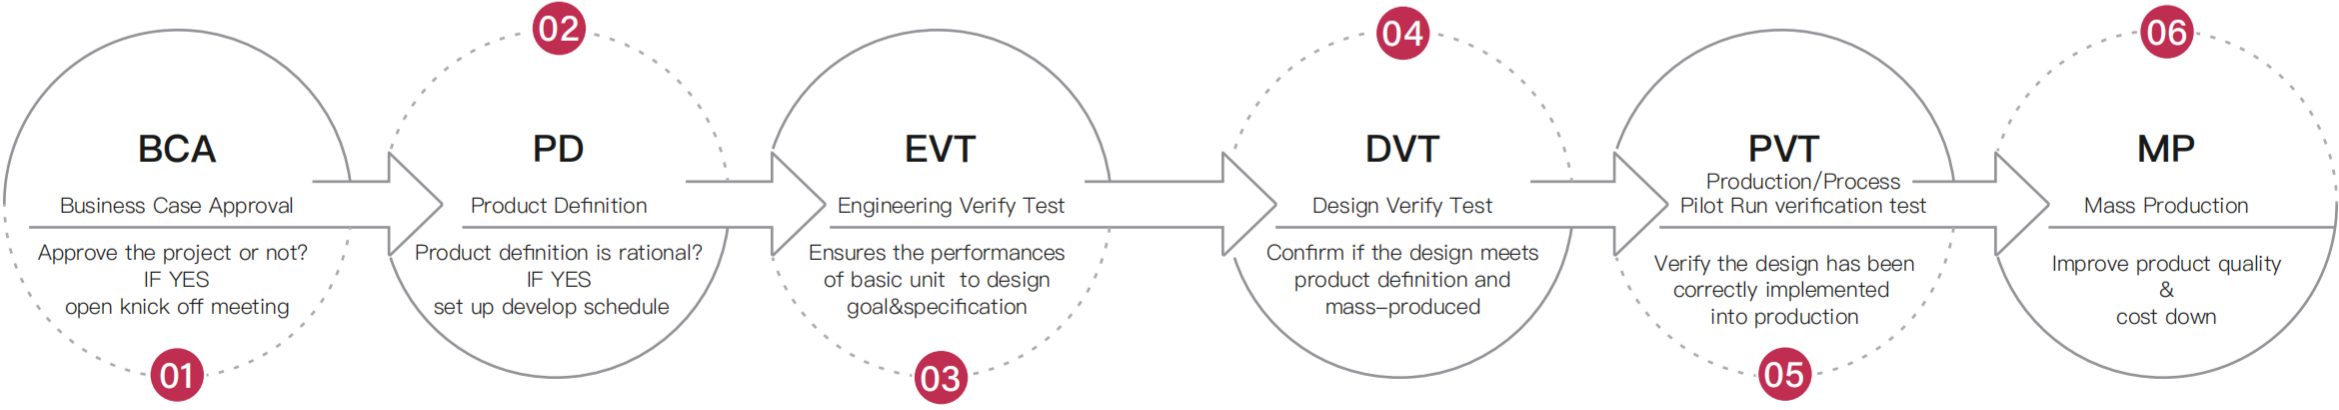 01
BCA
Business Case Approval
Approve the project or not?
IF YES
open knick off meeting
02
PD
Product Definition
Product definition is rational?
IF YES
set up develop schedule
03
EVT
Engineering Verify Test
Ensures the performances
of basic unit to design
goal&specification
04
DVT
Design Verify Test
Confirm if the design meets
product definition and
mass-produced
05
PVT
Production/Process
Pilot Run verification test
Verify the design has been
correctly implemented
into production
06
MP
Mass Production
Improve product quality
&
cost down